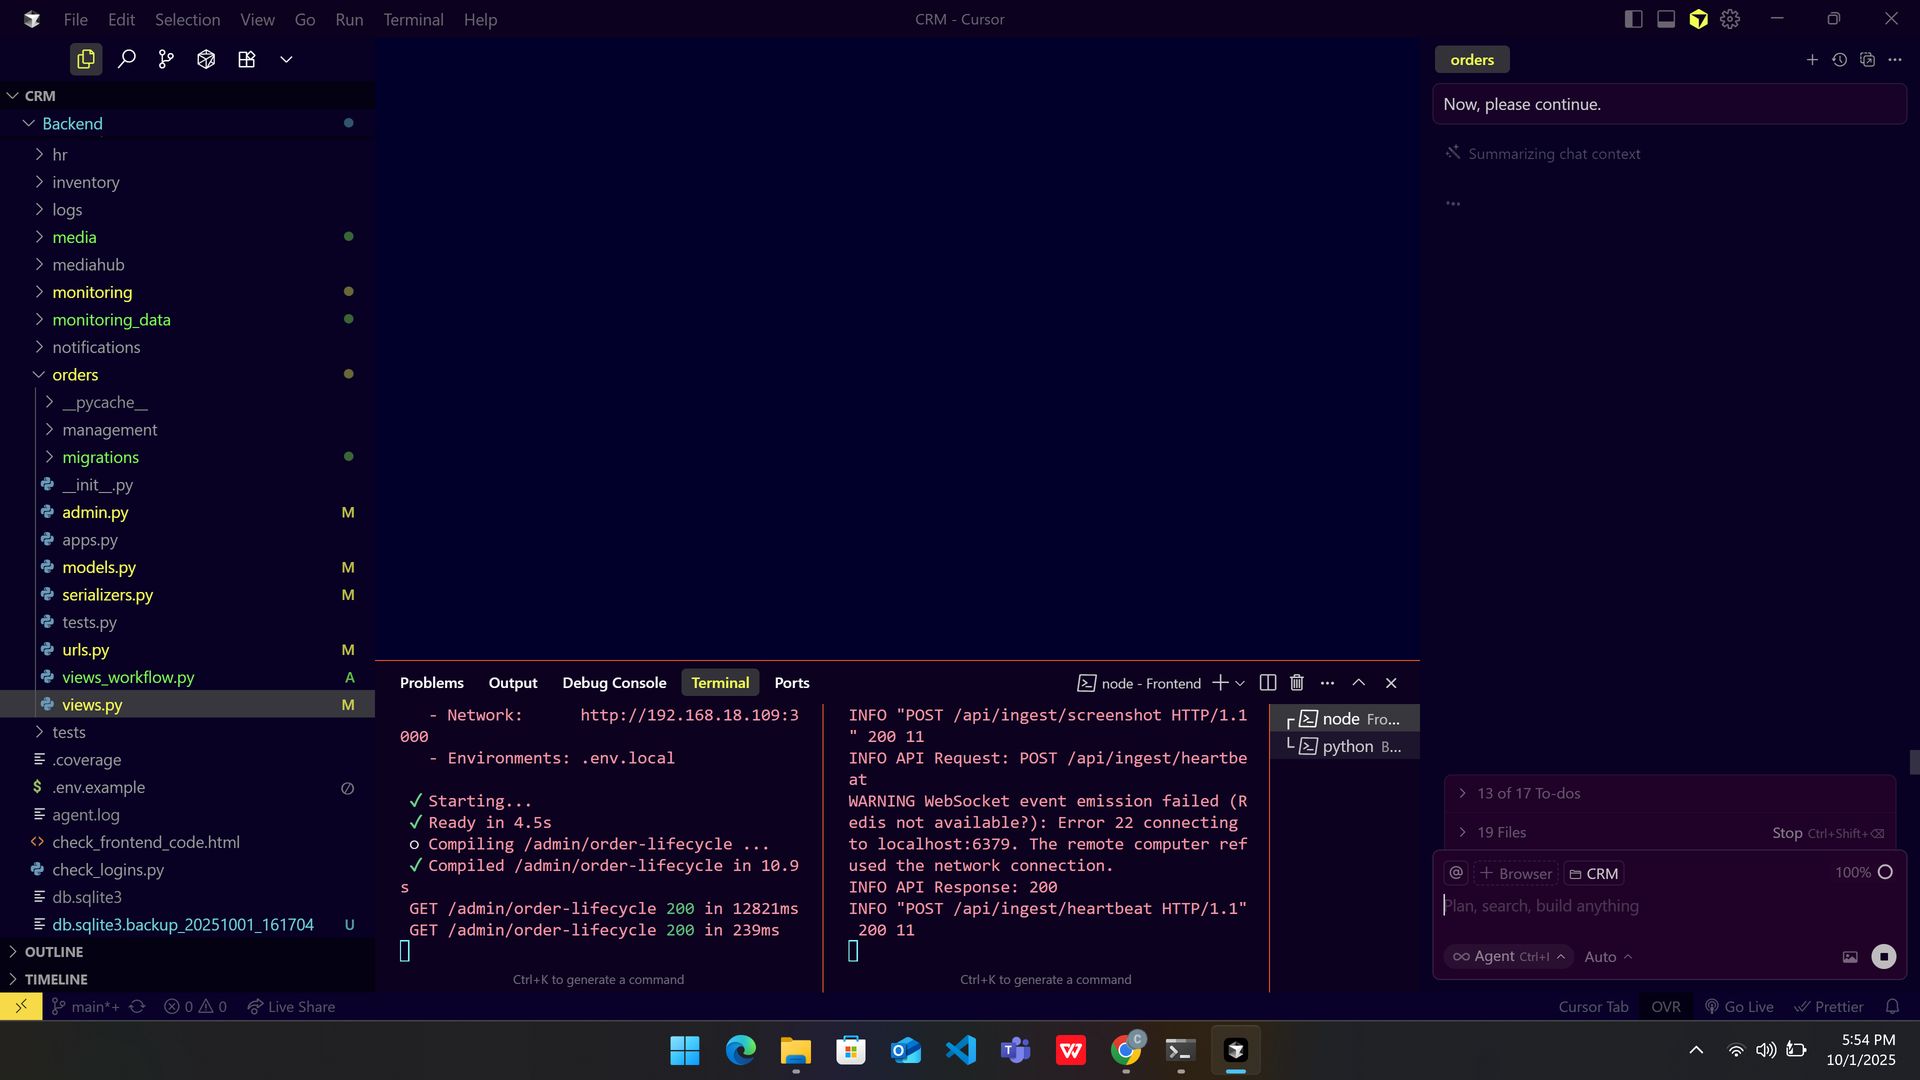 File Edit Selection View Go Run Terminal Help
CRM - Cursor
CRM
Backend
hr
inventory
logs
media
mediahub
monitoring
monitoring_data
notifications
orders
__pycache__
management
migrations
__init__.py
admin.py M
apps.py
models.py M
serializers.py M
tests.py
urls.py M
views_workflow.py A
views.py M
tests
.coverage
$ .env.example
agent.log
check_frontend_code.html
check_logins.py
db.sqlite3
db.sqlite3.backup_20251001_161704 U
OUTLINE
TIMELINE
Problems Output Debug Console Terminal Ports
node - Frontend
- Network: http://192.168.18.109:3
000
- Environments: .env.local
✓ Starting...
✓ Ready in 4.5s
○ Compiling /admin/order-lifecycle ...
✓ Compiled /admin/order-lifecycle in 10.9
s
GET /admin/order-lifecycle 200 in 12821ms
GET /admin/order-lifecycle 200 in 239ms
Ctrl+K to generate a command
INFO "POST /api/ingest/screenshot HTTP/1.1
" 200 11
INFO API Request: POST /api/ingest/heartbe
at
WARNING WebSocket event emission failed (R
edis not available?): Error 22 connecting
to localhost:6379. The remote computer ref
used the network connection.
INFO API Response: 200
INFO "POST /api/ingest/heartbeat HTTP/1.1"
200 11
Ctrl+K to generate a command
node Fro...
python B...
orders
Now, please continue.
Summarizing chat context
...
13 of 17 To-dos
19 Files Stop Ctrl+Shift+⌫
@ + Browser CRM 100%
Plan, search, build anything
∞ Agent Ctrl+I Auto
main*+ 0 0 Live Share
Cursor Tab OVR Go Live Prettier
5:54 PM
10/1/2025